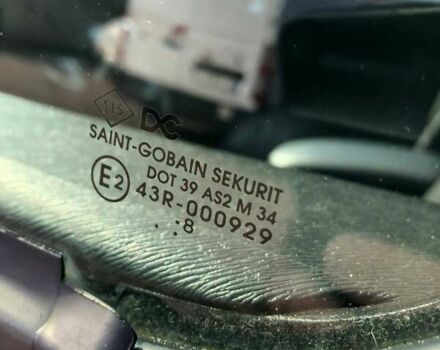 115 DC
SAINT-GOBAIN SEKURIT
DOT 39 AS2 M 34
E2 43R-000929
. .:8